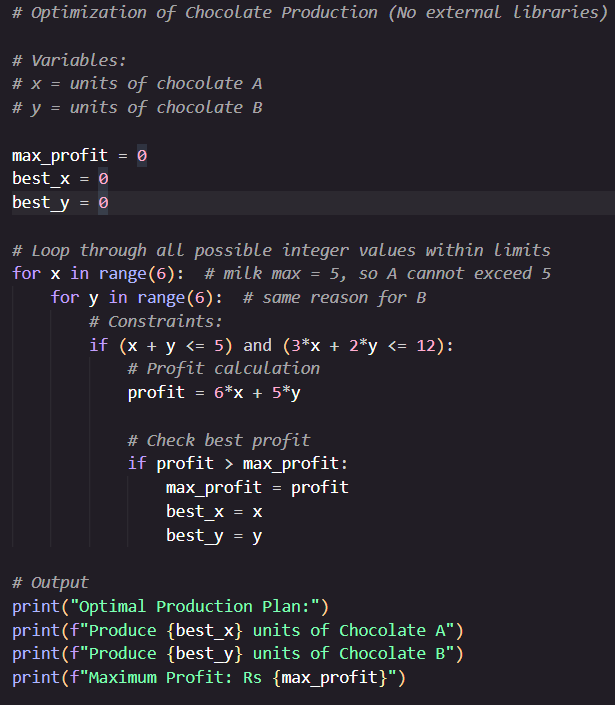 # Optimization of Chocolate Production (No external libraries)
# Variables:
# x = units of chocolate A
# y = units of chocolate B
max_profit = 0
best_x = 0
best_y = 0
# Loop through all possible integer values within limits
for x in range(6):  # milk max = 5, so A cannot exceed 5
    for y in range(6):  # same reason for B
        # Constraints:
        if (x + y <= 5) and (3*x + 2*y <= 12):
            # Profit calculation
            profit = 6*x + 5*y
            # Check best profit
            if profit > max_profit:
                max_profit = profit
                best_x = x
                best_y = y
# Output
print("Optimal Production Plan:")
print(f"Produce {best_x} units of Chocolate A")
print(f"Produce {best_y} units of Chocolate B")
print(f"Maximum Profit: Rs {max_profit}")